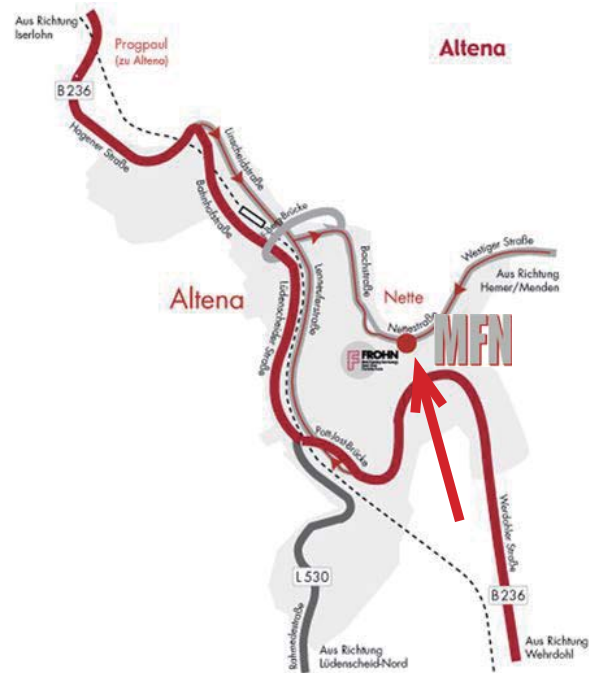 Aus Richtung
Iserlohn
Progpaul
(zu Altena)
Altena
B 236
Hagener Straße
Linscheidstraße
Bahnhofstraße
Brücke
Bachstraße
Westiger Straße
Aus Richtung
Hemer/Menden
Altena
Nette
Lüdenscheider Straße
Lennestraße
Nettestraße
MFN
F FROHN
Pott-Jost-Brücke
Werdohler Straße
L 530
B 236
Rahmedestraße
Aus Richtung
Lüdenscheid-Nord
Aus Richtung
Wehrdohl